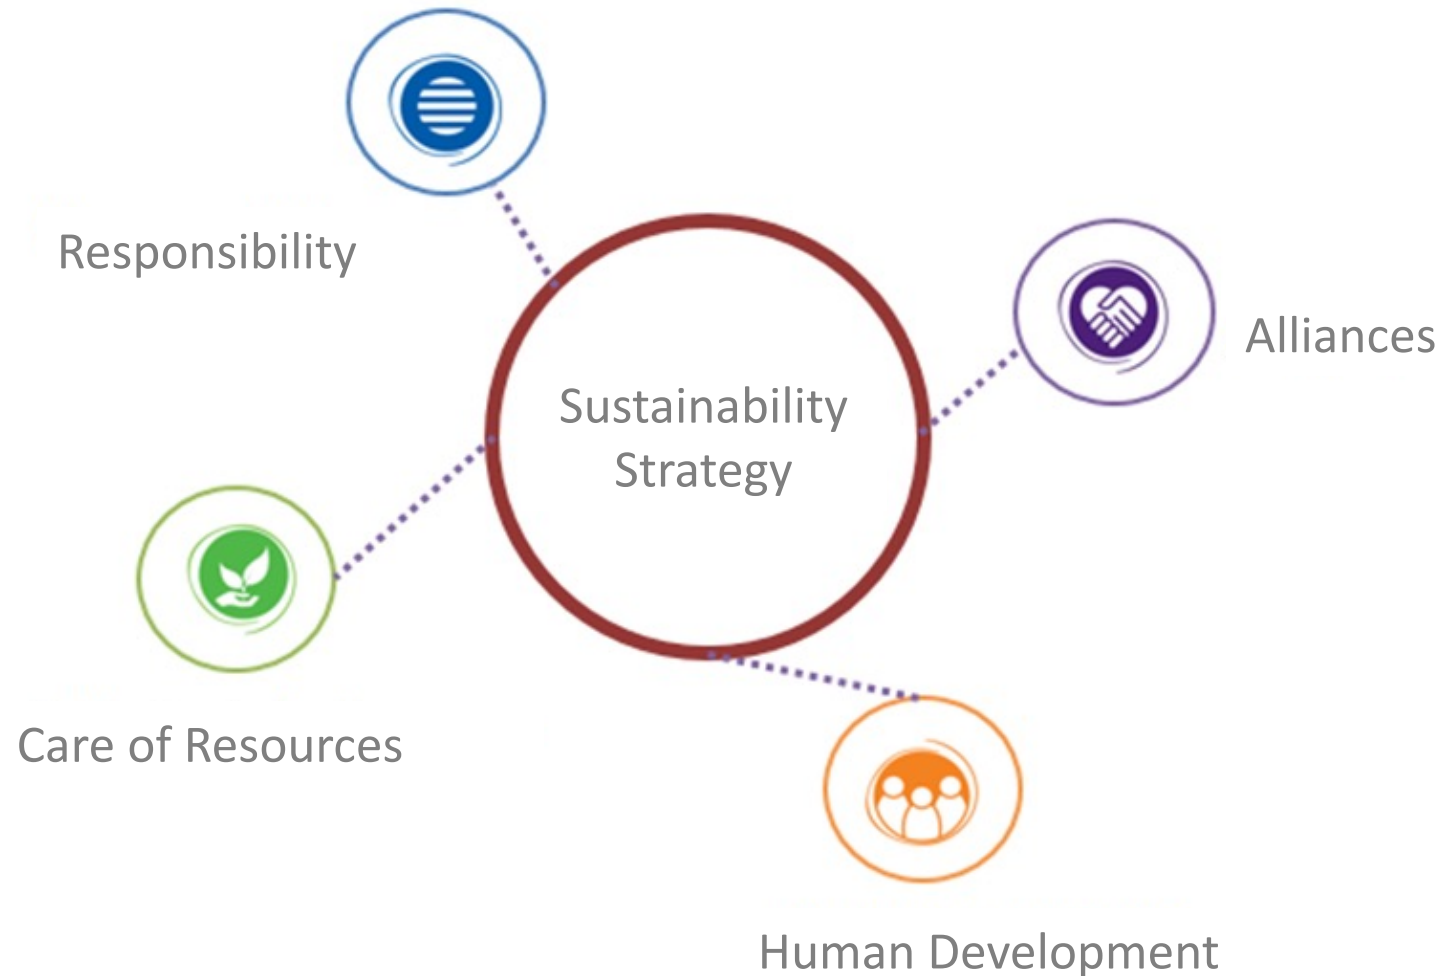 Responsibility
Alliances
Sustainability
Strategy
Care of Resources
Human Development